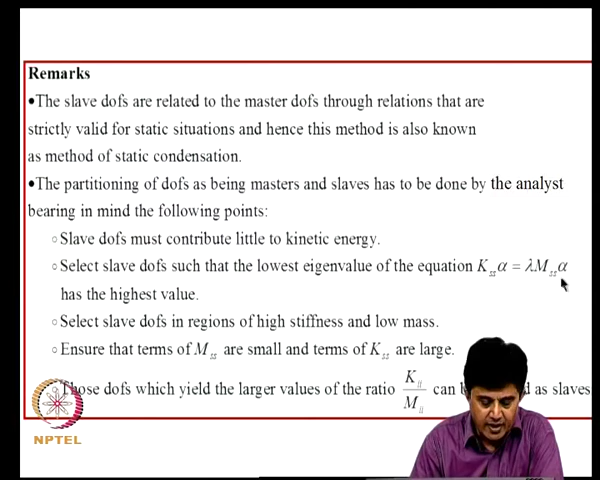 Remarks
•The slave dofs are related to the master dofs through relations that are
strictly valid for static situations and hence this method is also known
as method of static condensation.
•The partitioning of dofs as being masters and slaves has to be done by the analyst
bearing in mind the following points:
○Slave dofs must contribute little to kinetic energy.
○Select slave dofs such that the lowest eigenvalue of the equation K_ss α = λM_ss α
has the highest value.
○Select slave dofs in regions of high stiffness and low mass.
○Ensure that terms of M_ss are small and terms of K_ss are large.
○Those dofs which yield the larger values of the ratio K_ii / M_ii can as slaves
NPTEL